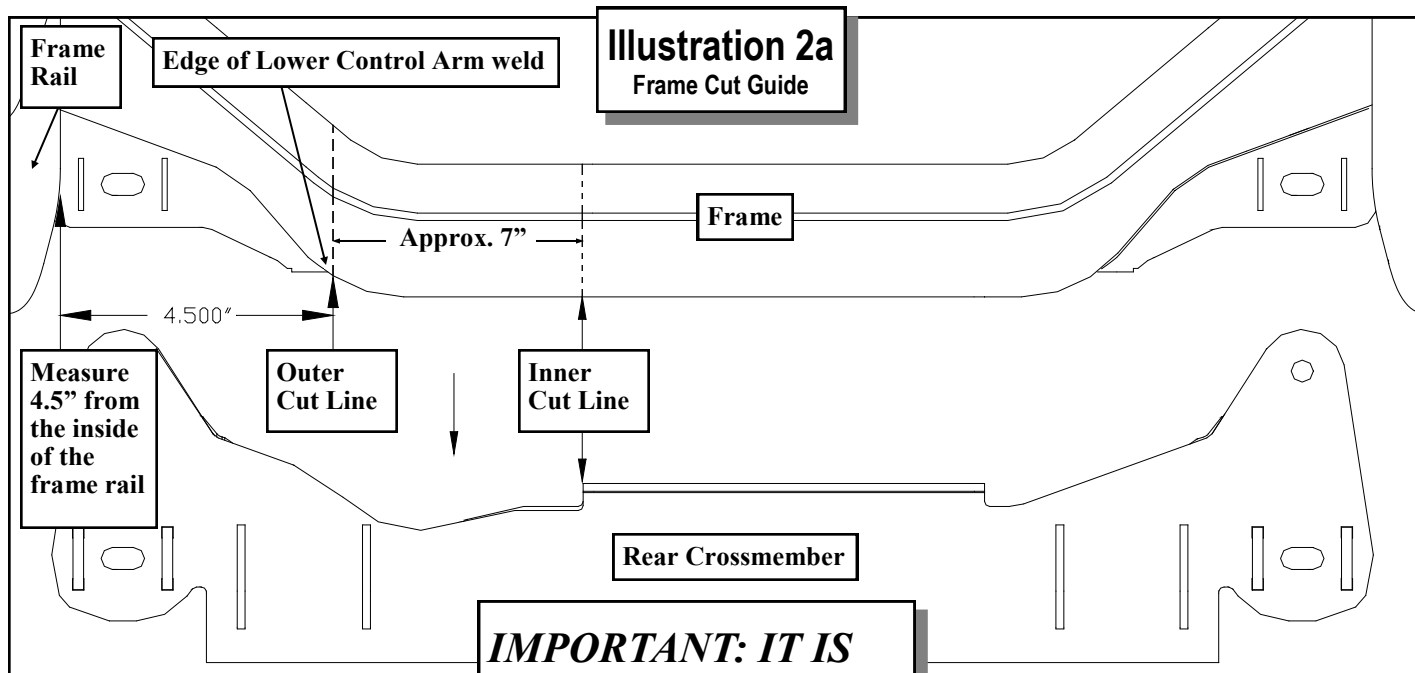 Illustration 2a
Frame Cut Guide
Frame
Rail
Edge of Lower Control Arm weld
Frame
Approx. 7”
4.500"
Measure
4.5” from
the inside
of the
frame rail
Outer
Cut Line
Inner
Cut Line
Rear Crossmember
IMPORTANT: IT IS